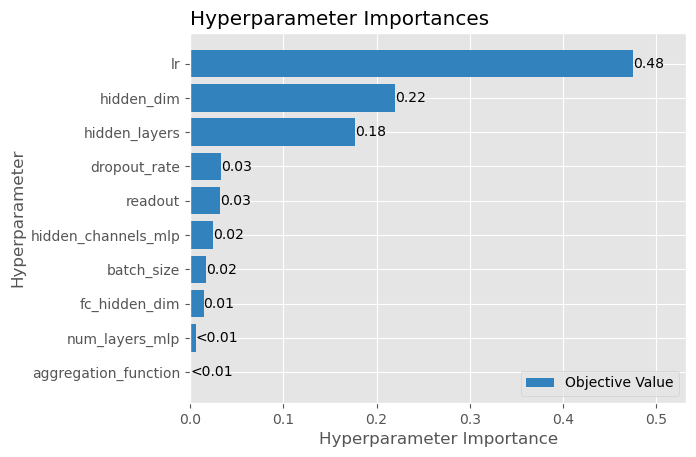 Hyperparameter Importances
Hyperparameter
lr
0.48
hidden_dim
0.22
hidden_layers
0.18
dropout_rate
0.03
readout
0.03
hidden_channels_mlp
0.02
batch_size
0.02
fc_hidden_dim
0.01
num_layers_mlp
<0.01
aggregation_function
<0.01
Objective Value
0.0 0.1 0.2 0.3 0.4 0.5
Hyperparameter Importance